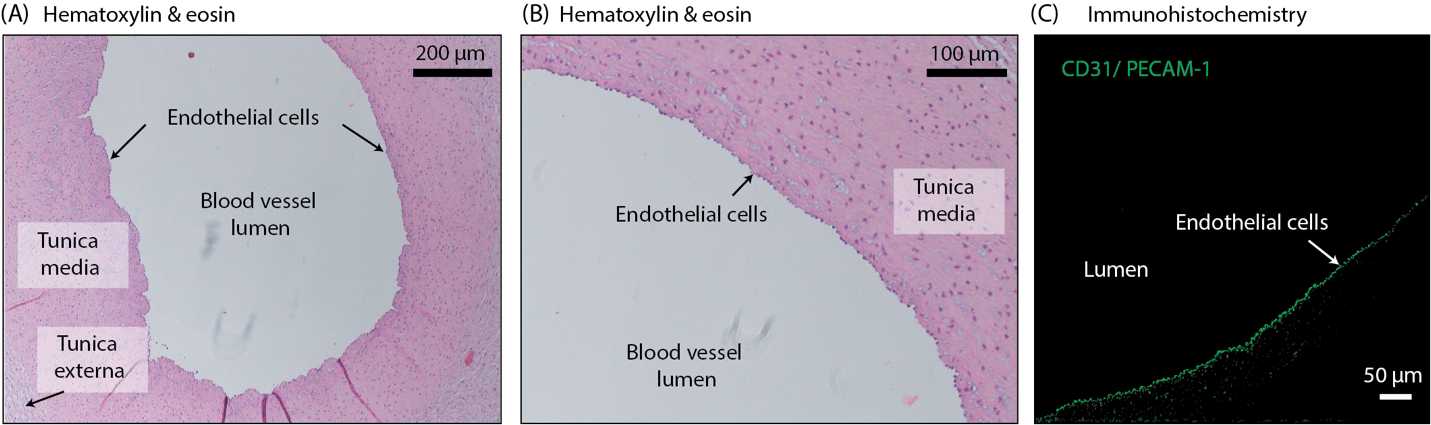 (A) Hematoxylin & eosin
200 µm
Endothelial cells
Blood vessel
lumen
Tunica
media
Tunica
externa
(B) Hematoxylin & eosin
100 µm
Endothelial cells
Tunica
media
Blood vessel
lumen
(C) Immunohistochemistry
CD31/ PECAM-1
Endothelial cells
Lumen
50 µm